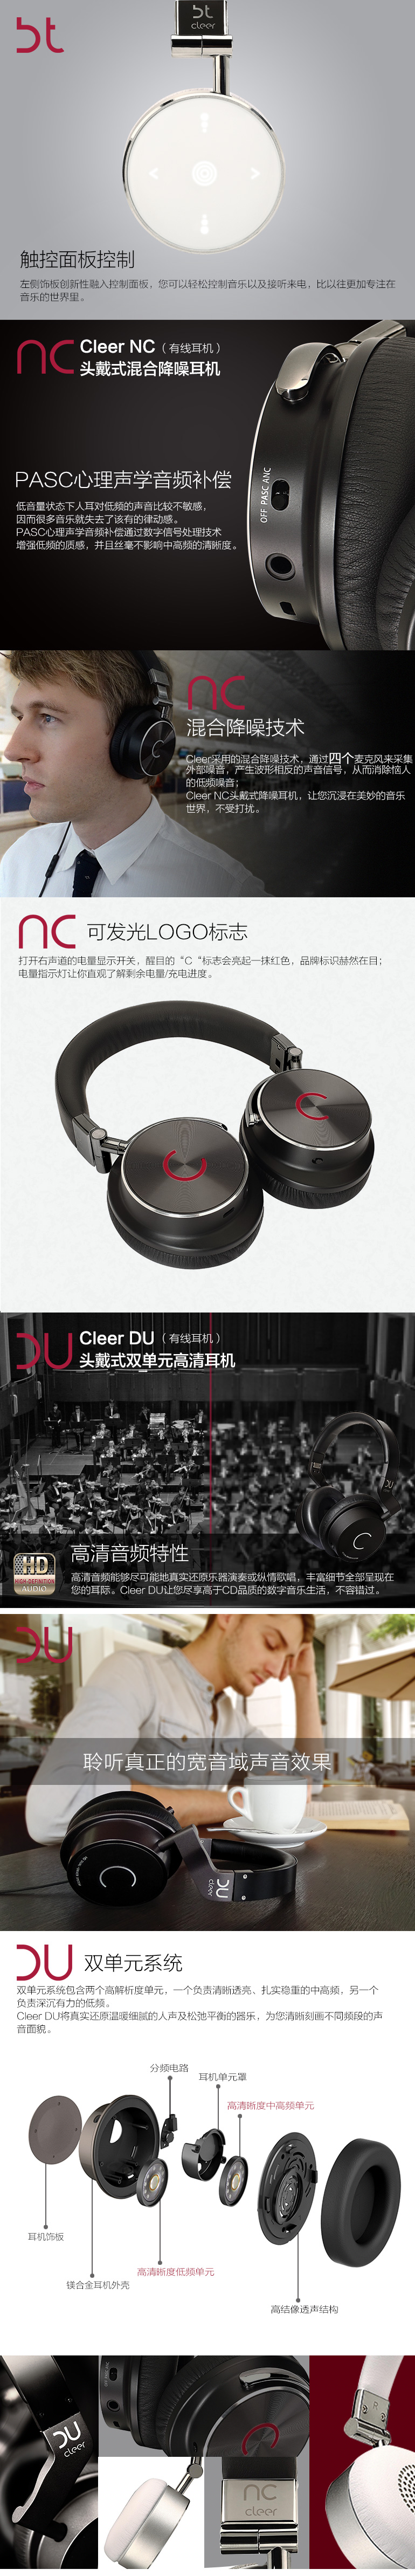 bt
bt
cleer
触控面板控制
左侧饰板创新性融入控制面板，您可以轻松控制音乐以及接听来电，比以往更加专注在
音乐的世界里。
nc Cleer NC（有线耳机）
头戴式混合降噪耳机
PASC心理声学音频补偿
低音量状态下人耳对低频的声音比较不敏感，
因而很多音乐就失去了该有的律动感。
PASC心理声学音频补偿通过数字信号处理技术
增强低频的质感，并且丝毫不影响中高频的清晰度。
OFF PASC ANC
nc
混合降噪技术
Cleer采用的混合降噪技术，通过四个麦克风来采集
外部噪音，产生波形相反的声音信号，从而消除恼人
的低频噪音；
Cleer NC头戴式降噪耳机，让您沉浸在美妙的音乐
世界，不受打扰。
nc 可发光LOGO标志
打开右声道的电量显示开关，醒目的“C“标志会亮起一抹红色，品牌标识赫然在目；
电量指示灯让你直观了解剩余电量/充电进度。
DU Cleer DU（有线耳机）
头戴式双单元高清耳机
DU
HD
HIGH DEFINITION
AUDIO
高清音频特性
高清音频能够尽可能地真实还原乐器演奏或纵情歌唱，丰富细节全部呈现在
您的耳际。Cleer DU让您尽享高于CD品质的数字音乐生活，不容错过。
DU
聆听真正的宽音域声音效果
DU
cleer
DU 双单元系统
双单元系统包含两个高解析度单元，一个负责清晰透亮、扎实稳重的中高频，另一个
负责深沉有力的低频。
Cleer DU将真实还原温暖细腻的人声及松弛平衡的器乐，为您清晰刻画不同频段的声
音面貌。
分频电路
耳机单元罩
高清晰度中高频单元
耳机饰板
镁合金耳机外壳
高清晰度低频单元
高结像透声结构
DU
cleer
nc
cleer
R